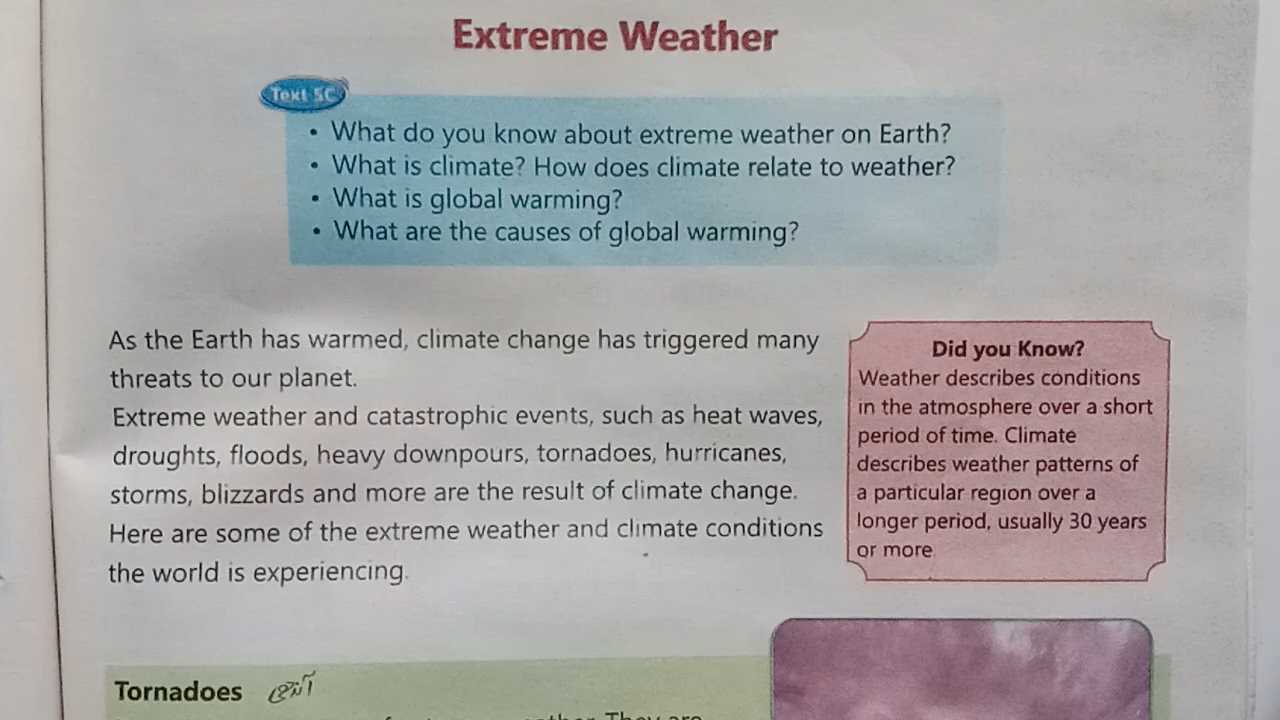 Extreme Weather
Text 5C
• What do you know about extreme weather on Earth?
• What is climate? How does climate relate to weather?
• What is global warming?
• What are the causes of global warming?
As the Earth has warmed, climate change has triggered many
threats to our planet.
Extreme weather and catastrophic events, such as heat waves,
droughts, floods, heavy downpours, tornadoes, hurricanes,
storms, blizzards and more are the result of climate change.
Here are some of the extreme weather and climate conditions
the world is experiencing.
Did you Know?
Weather describes conditions
in the atmosphere over a short
period of time. Climate
describes weather patterns of
a particular region over a
longer period, usually 30 years
or more
Tornadoes